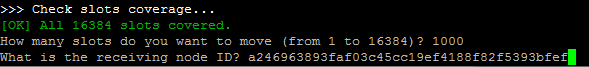 >>> Check slots coverage...
[OK] All 16384 slots covered.
How many slots do you want to move (from 1 to 16384)? 1000
What is the receiving node ID? a246963893faf03c45cc19ef4188f82f5393bfef